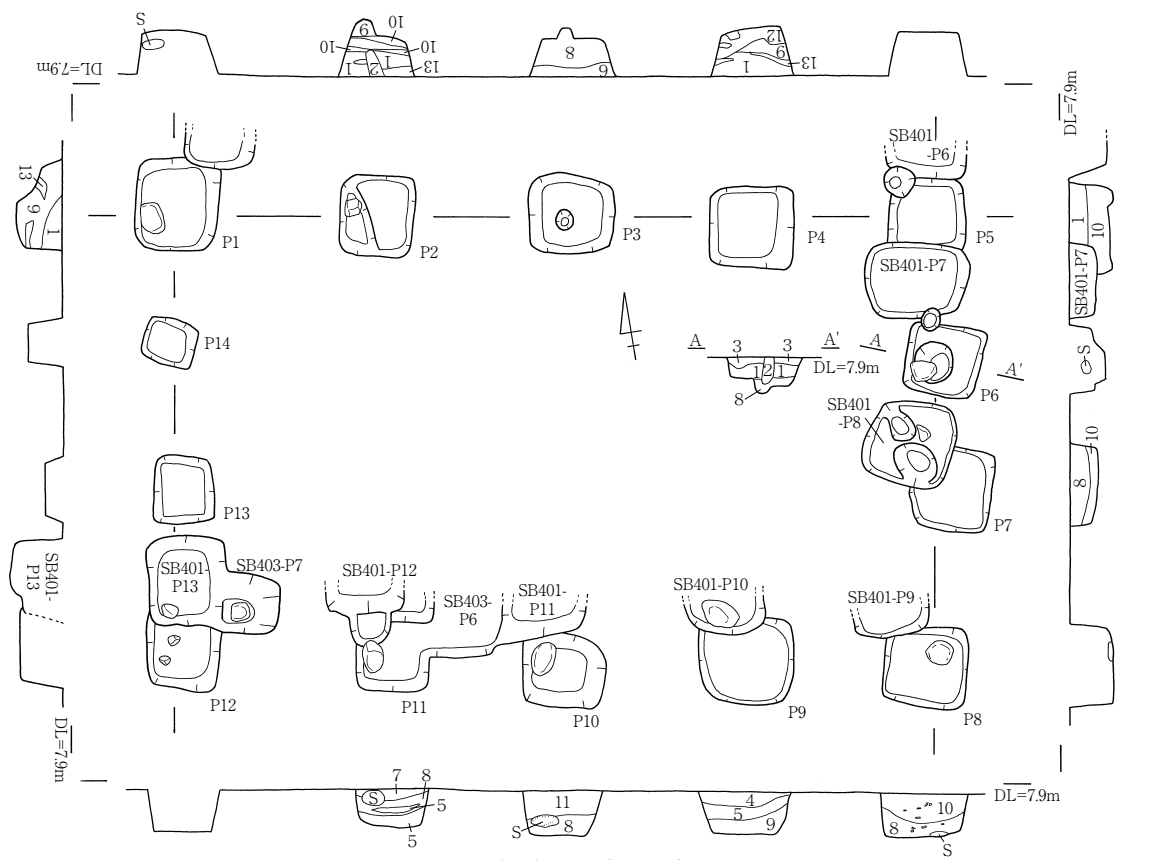 S
9
10
10
10
1
2
1
13
8
6
12
9
13
1
DL=7.9m
DL=7.9m
SB401
-P6
13
9
1
P1
P2
P3
P4
P5
1
10
SB401-P7
SB401-P7
P14
A
3
3
A'
A
1
2
1
DL=7.9m
8
A'
P6
S
SB401
-P8
10
8
P13
P7
SB401-
P13
SB401-
P13
SB403-P7
SB401-P12
SB403-
P6
SB401-
P11
SB401-P10
SB401-P9
P12
P11
P10
P9
P8
DL=7.9m
7
8
S
5
5
11
S
8
4
5
9
10
8
S
DL=7.9m